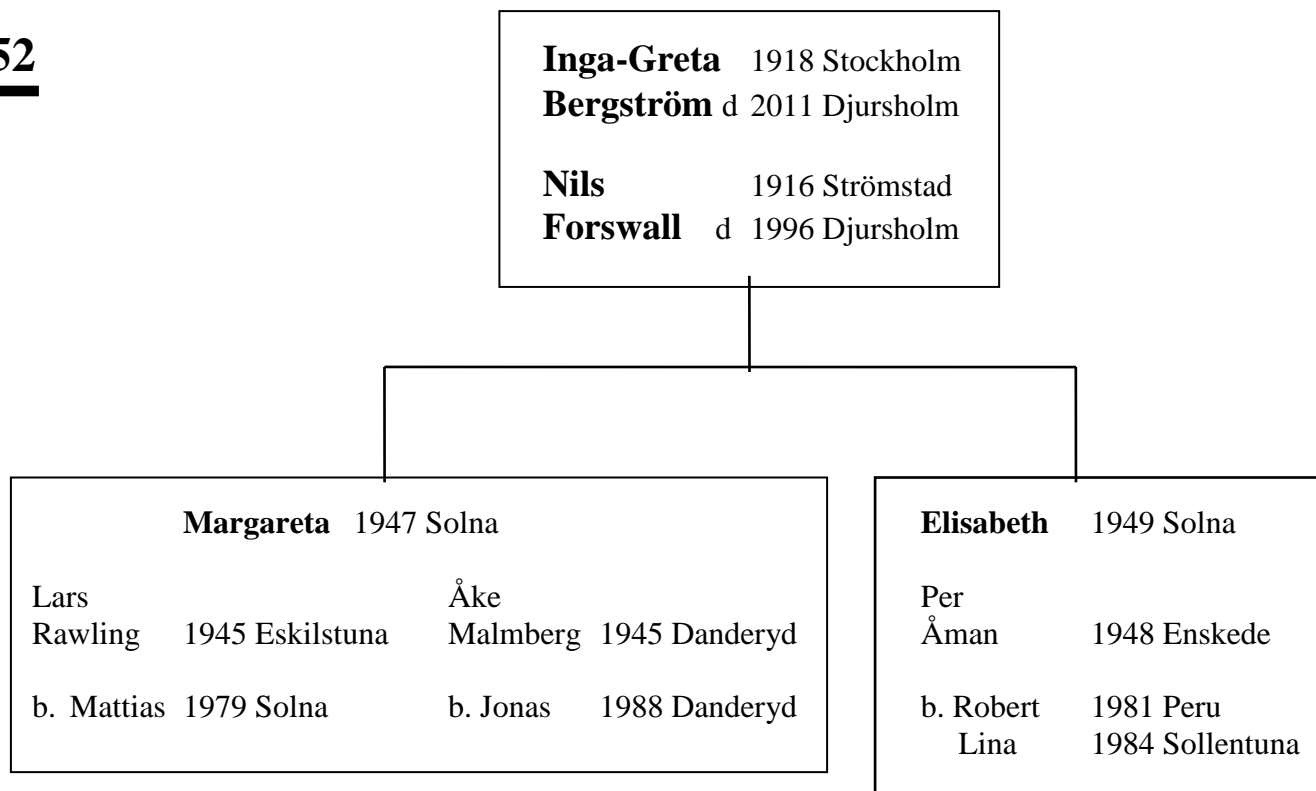 52
Inga-Greta 1918 Stockholm
Bergström d 2011 Djursholm
Nils 1916 Strömstad
Forswall d 1996 Djursholm
Margareta 1947 Solna
Lars
Rawling 1945 Eskilstuna
b. Mattias 1979 Solna
Åke
Malmberg 1945 Danderyd
b. Jonas 1988 Danderyd
Elisabeth 1949 Solna
Per
Åman 1948 Enskede
b. Robert 1981 Peru
Lina 1984 Sollentuna